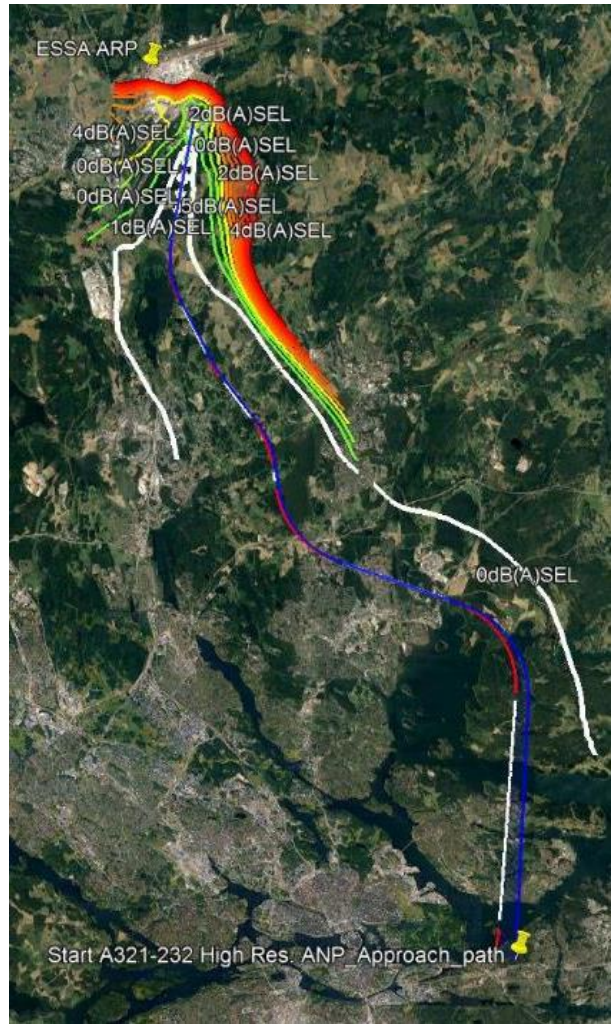 ESSA ARP
2dB(A)SEL
4dB(A)SEL
0dB(A)SEL
0dB(A)SEL
2dB(A)SEL
0dB(A)SEL
-5dB(A)SEL
1dB(A)SEL
4dB(A)SEL
0dB(A)SEL
Start A321-232 High Res. ANP_Approach_path